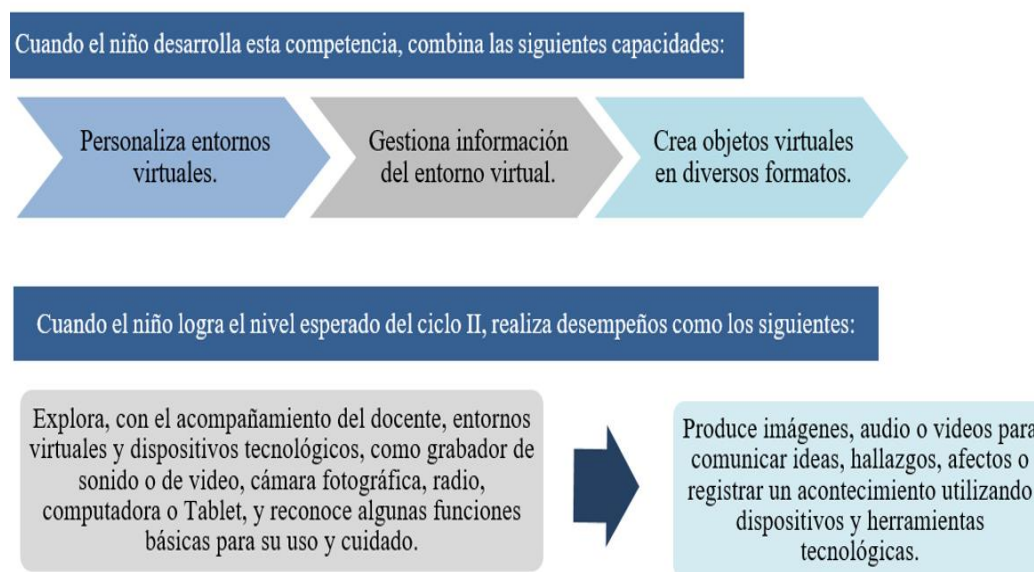 Cuando el niño desarrolla esta competencia, combina las siguientes capacidades:
Personaliza entornos
virtuales.
Gestiona información
del entorno virtual.
Crea objetos virtuales
en diversos formatos.
Cuando el niño logra el nivel esperado del ciclo II, realiza desempeños como los siguientes:
Explora, con el acompañamiento del docente, entornos
virtuales y dispositivos tecnológicos, como grabador de
sonido o de video, cámara fotográfica, radio,
computadora o Tablet, y reconoce algunas funciones
básicas para su uso y cuidado.
Produce imágenes, audio o videos para
comunicar ideas, hallazgos, afectos o
registrar un acontecimiento utilizando
dispositivos y herramientas
tecnológicas.